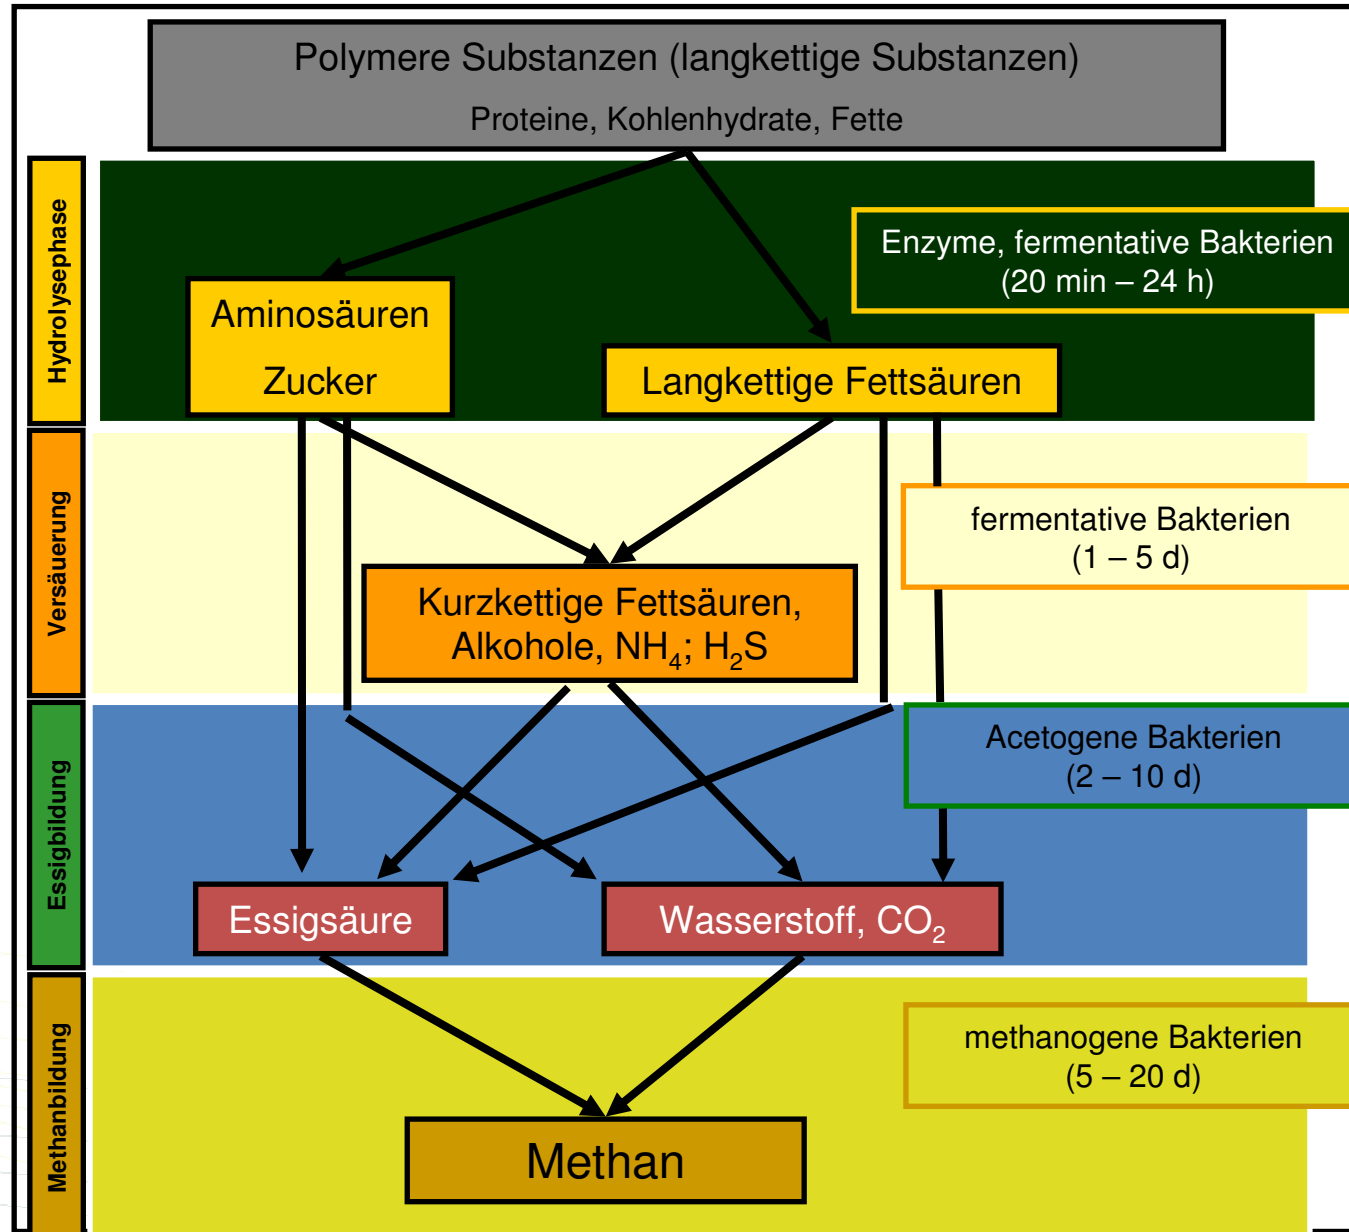 Polymere Substanzen (langkettige Substanzen)
Proteine, Kohlenhydrate, Fette
Hydrolysephase
Enzyme, fermentative Bakterien
(20 min – 24 h)
Aminosäuren
Zucker
Langkettige Fettsäuren
Versäuerung
fermentative Bakterien
(1 – 5 d)
Kurzkettige Fettsäuren,
Alkohole, NH₄; H₂S
Essigbildung
Acetogene Bakterien
(2 – 10 d)
Essigsäure
Wasserstoff, CO₂
Methanbildung
methanogene Bakterien
(5 – 20 d)
Methan